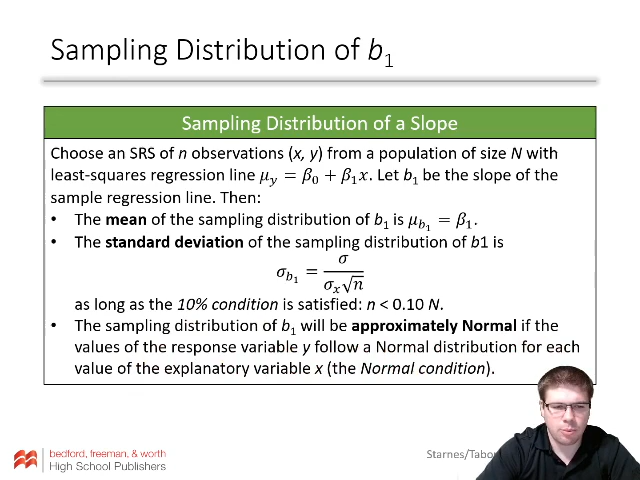 Sampling Distribution of b₁
Sampling Distribution of a Slope
Choose an SRS of n observations (x, y) from a population of size N with
least-squares regression line μᵧ = β₀ + β₁x. Let b₁ be the slope of the
sample regression line. Then:
• The mean of the sampling distribution of b₁ is μ_b₁ = β₁.
• The standard deviation of the sampling distribution of b1 is
σ_b₁ = σ / (σₓ√n)
as long as the 10% condition is satisfied: n < 0.10 N.
• The sampling distribution of b₁ will be approximately Normal if the
values of the response variable y follow a Normal distribution for each
value of the explanatory variable x (the Normal condition).
bedford, freeman, & worth
High School Publishers
Starnes/Tabor